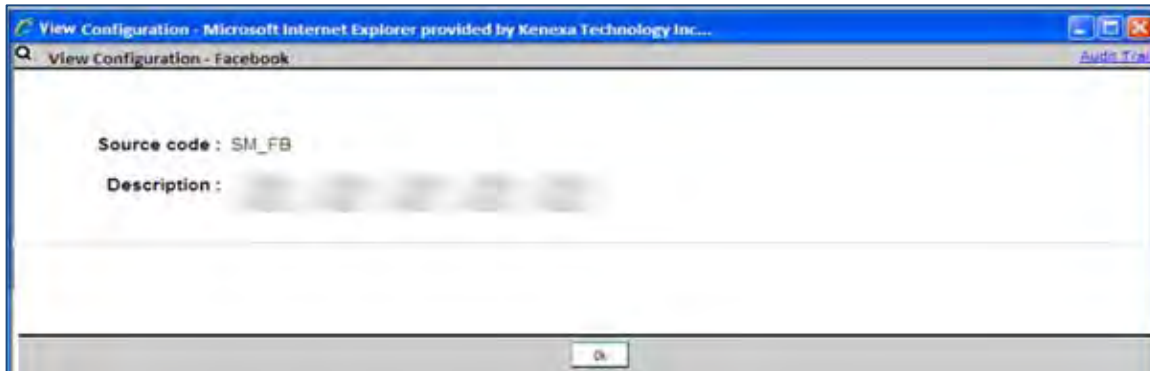 View Configuration - Microsoft Internet Explorer provided by Kenexa Technology Inc....
View Configuration - Facebook
Audit Trail
Source code : SM_FB
Description :
Ok